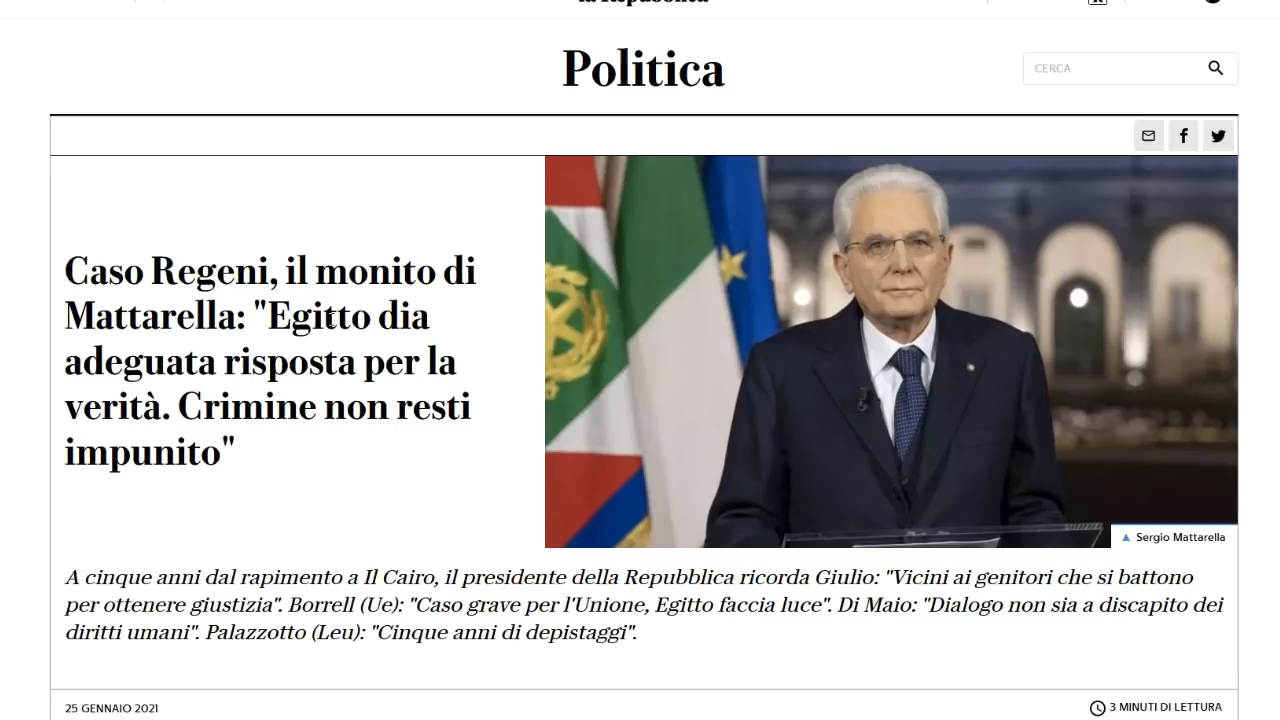 la Repubblica
Politica
CERCA
Caso Regeni, il monito di
Mattarella: "Egitto dia
adeguata risposta per la
verità. Crimine non resti
impunito"
Sergio Mattarella
A cinque anni dal rapimento a Il Cairo, il presidente della Repubblica ricorda Giulio: "Vicini ai genitori che si battono
per ottenere giustizia". Borrell (Ue): "Caso grave per l'Unione, Egitto faccia luce". Di Maio: "Dialogo non sia a discapito dei
diritti umani". Palazzotto (Leu): "Cinque anni di depistaggi".
25 GENNAIO 2021
3 MINUTI DI LETTURA